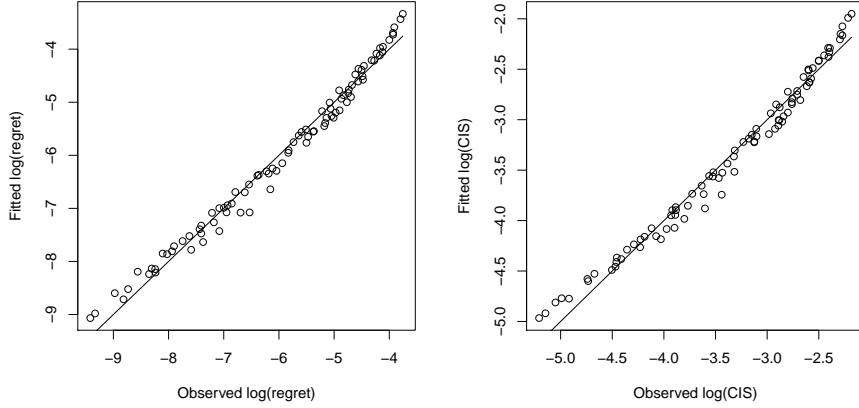 Fitted log(regret)
−4
−5
−6
−7
−8
−9
−9 −8 −7 −6 −5 −4
Observed log(regret)
Fitted log(CIS)
−2.0
−2.5
−3.0
−3.5
−4.0
−4.5
−5.0
−5.0 −4.5 −4.0 −3.5 −3.0 −2.5
Observed log(CIS)